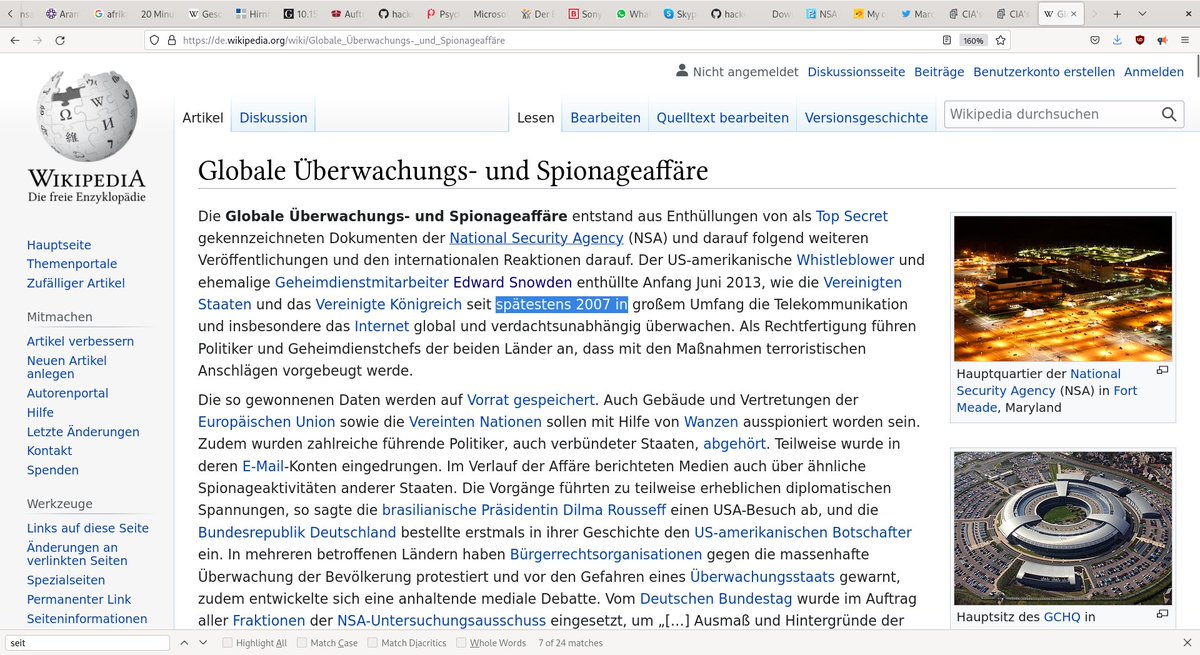 Aran
afrik
20 Minu
Gesc
Hirni
10.15
Auft
hack
Psyc
Microso
Der E
Sony
What
Skyp
hack
Dow
NSA
My c
Marc
CIA's
CIA's
https://de.wikipedia.org/wiki/Globale_Überwachungs-_und_Spionageaffäre
160%
Nicht angemeldet Diskussionsseite Beiträge Benutzerkonto erstellen Anmelden
Artikel Diskussion Lesen Bearbeiten Quelltext bearbeiten Versionsgeschichte
Wikipedia durchsuchen
WIKIPEDIA
Die freie Enzyklopädie
Hauptseite
Themenportale
Zufälliger Artikel
Mitmachen
Artikel verbessern
Neuen Artikel
anlegen
Autorenportal
Hilfe
Letzte Änderungen
Kontakt
Spenden
Werkzeuge
Links auf diese Seite
Änderungen an
verlinkten Seiten
Spezialseiten
Permanenter Link
Seiteninformationen
Globale Überwachungs- und Spionageaffäre
Die Globale Überwachungs- und Spionageaffäre entstand aus Enthüllungen von als Top Secret
gekennzeichneten Dokumenten der National Security Agency (NSA) und darauf folgend weiteren
Veröffentlichungen und den internationalen Reaktionen darauf. Der US-amerikanische Whistleblower und
ehemalige Geheimdienstmitarbeiter Edward Snowden enthüllte Anfang Juni 2013, wie die Vereinigten
Staaten und das Vereinigte Königreich seit spätestens 2007 in großem Umfang die Telekommunikation
und insbesondere das Internet global und verdachtsunabhängig überwachen. Als Rechtfertigung führen
Politiker und Geheimdienstchefs der beiden Länder an, dass mit den Maßnahmen terroristischen
Anschlägen vorgebeugt werde.
Die so gewonnenen Daten werden auf Vorrat gespeichert. Auch Gebäude und Vertretungen der
Europäischen Union sowie die Vereinten Nationen sollen mit Hilfe von Wanzen ausspioniert worden sein.
Zudem wurden zahlreiche führende Politiker, auch verbündeter Staaten, abgehört. Teilweise wurde in
deren E-Mail-Konten eingedrungen. Im Verlauf der Affäre berichteten Medien auch über ähnliche
Spionageaktivitäten anderer Staaten. Die Vorgänge führten zu teilweise erheblichen diplomatischen
Spannungen, so sagte die brasilianische Präsidentin Dilma Rousseff einen USA-Besuch ab, und die
Bundesrepublik Deutschland bestellte erstmals in ihrer Geschichte den US-amerikanischen Botschafter
ein. In mehreren betroffenen Ländern haben Bürgerrechtsorganisationen gegen die massenhafte
Überwachung der Bevölkerung protestiert und vor den Gefahren eines Überwachungsstaats gewarnt,
zudem entwickelte sich eine anhaltende mediale Debatte. Vom Deutschen Bundestag wurde im Auftrag
aller Fraktionen der NSA-Untersuchungsausschuss eingesetzt, um „[…] Ausmaß und Hintergründe der
Hauptquartier der National
Security Agency (NSA) in Fort
Meade, Maryland
Hauptsitz des GCHQ in
seit
Highlight All Match Case Match Diacritics Whole Words 7 of 24 matches